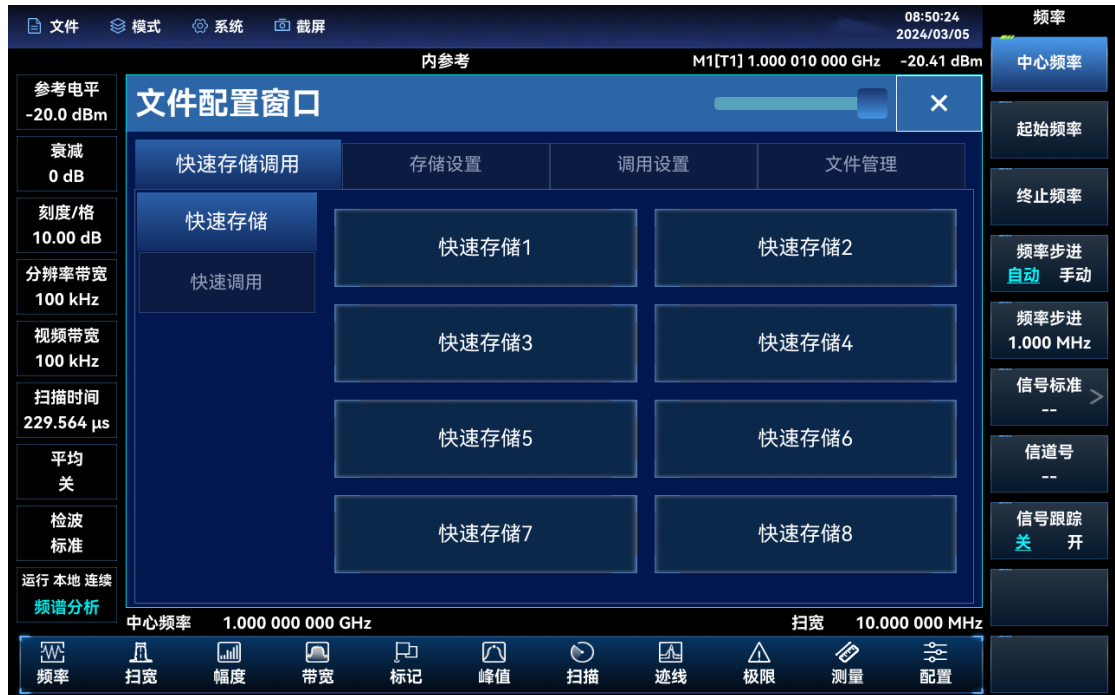 文件 模式 系统 截屏 08:50:24
2024/03/05
内参考 M1[T1] 1.000 010 000 GHz -20.41 dBm
参考电平
-20.0 dBm
衰减
0 dB
刻度/格
10.00 dB
分辨率带宽
100 kHz
视频带宽
100 kHz
扫描时间
229.564 μs
平均
关
检波
标准
运行 本地 连续
频谱分析
文件配置窗口 ×
快速存储调用 存储设置 调用设置 文件管理
快速存储
快速调用
快速存储1 快速存储2
快速存储3 快速存储4
快速存储5 快速存储6
快速存储7 快速存储8
中心频率 1.000 000 000 GHz 扫宽 10.000 000 MHz
频率
中心频率
起始频率
终止频率
频率步进
自动 手动
频率步进
1.000 MHz
信号标准 >
--
信道号
--
信号跟踪
关 开
频率 扫宽 幅度 带宽 标记 峰值 扫描 迹线 极限 测量 配置